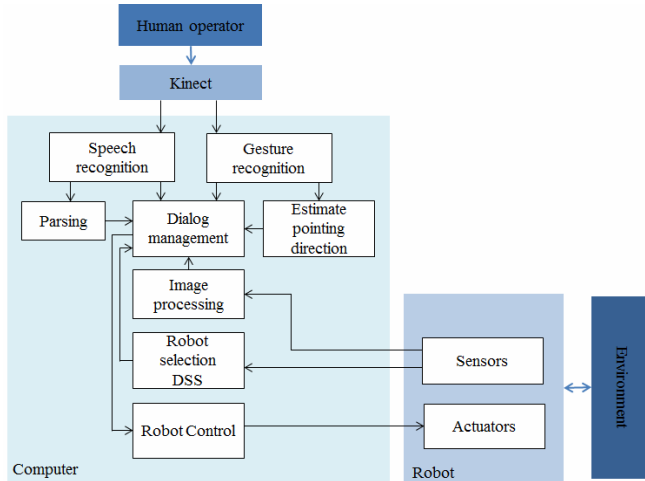 Human operator
Kinect
Speech
recognition
Gesture
recognition
Parsing
Dialog
management
Estimate
pointing
direction
Image
processing
Robot
selection
DSS
Sensors
Robot Control
Actuators
Environment
Computer
Robot